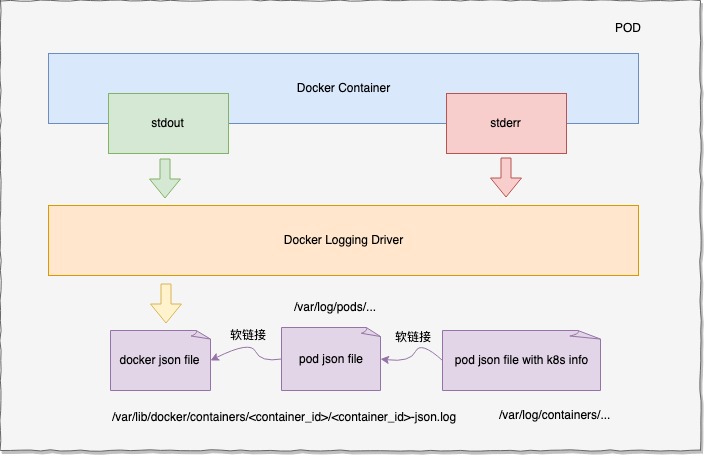 POD
Docker Container
stdout
stderr
Docker Logging Driver
/var/log/pods/...
软链接
软链接
docker json file
pod json file
pod json file with k8s info
/var/lib/docker/containers/<container_id>/<container_id>-json.log
/var/log/containers/...